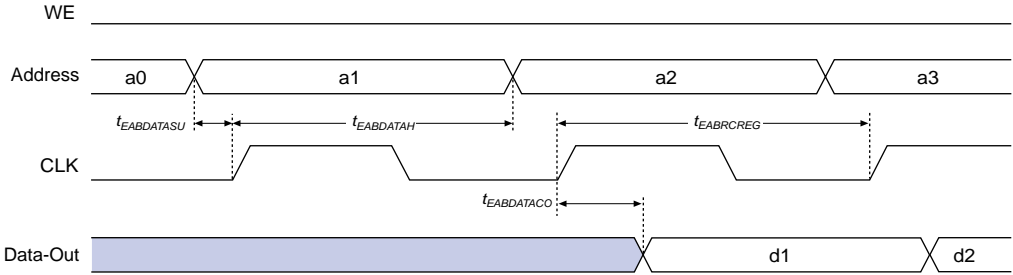 WE
Address a0 a1 a2 a3
tEABDATASU tEABDATAH tEABRCREG
CLK
tEABDATACO
Data-Out d1 d2